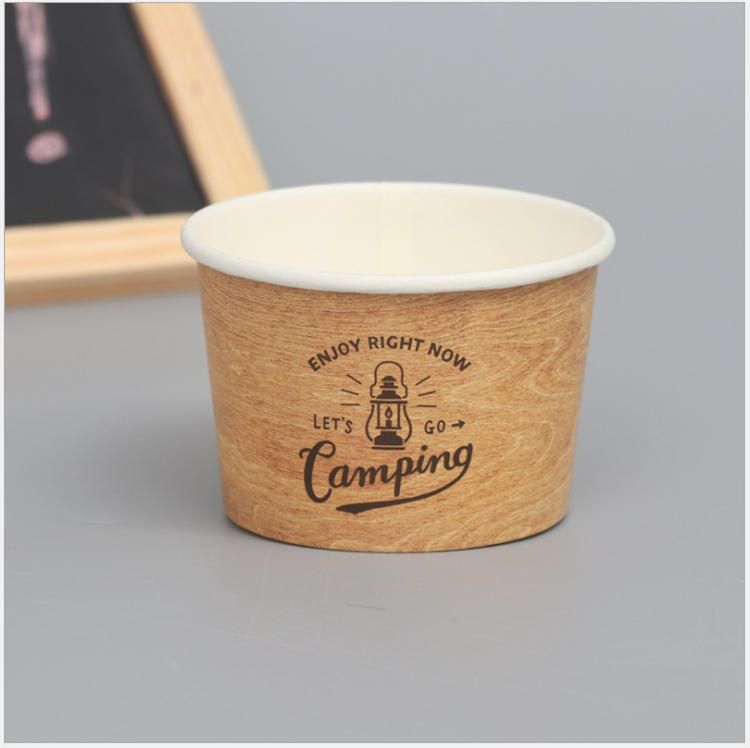 ENJOY RIGHT NOW
LET'S GO →
Camping